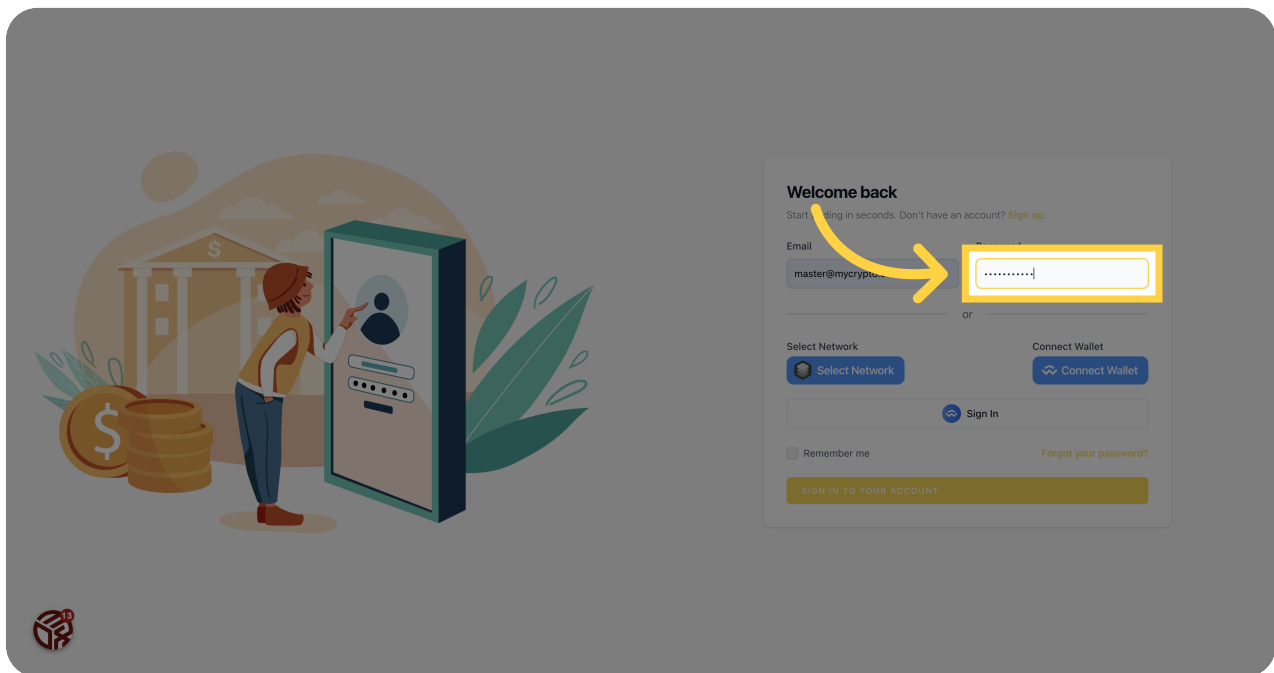 Welcome back
Start ding in seconds. Don't have an account? Sign up.
Email
master@mycrypto.
•••••••••••
or
Select Network
Connect Wallet
Select Network
Connect Wallet
Sign In
Remember me
Forgot your password?
SIGN IN TO YOUR ACCOUNT
$
$
13